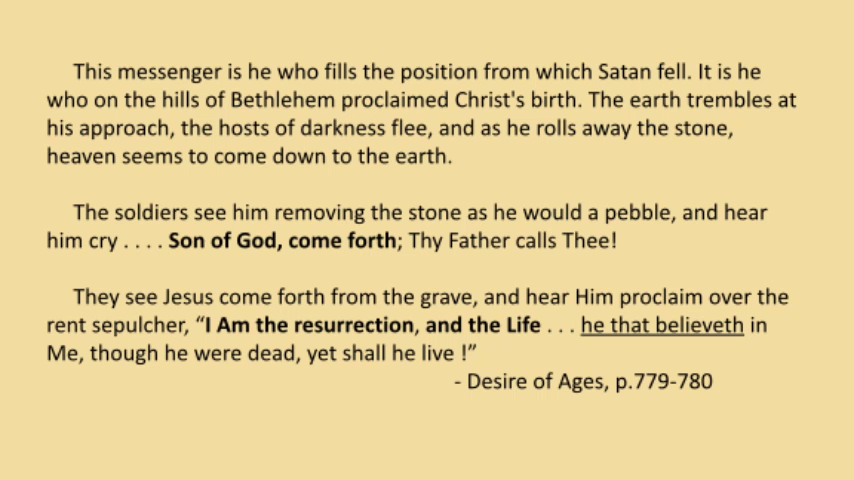 This messenger is he who fills the position from which Satan fell. It is he
who on the hills of Bethlehem proclaimed Christ's birth. The earth trembles at
his approach, the hosts of darkness flee, and as he rolls away the stone,
heaven seems to come down to the earth.
The soldiers see him removing the stone as he would a pebble, and hear
him cry . . . . Son of God, come forth; Thy Father calls Thee!
They see Jesus come forth from the grave, and hear Him proclaim over the
rent sepulcher, “I Am the resurrection, and the Life . . . he that believeth in
Me, though he were dead, yet shall he live !”
- Desire of Ages, p.779-780